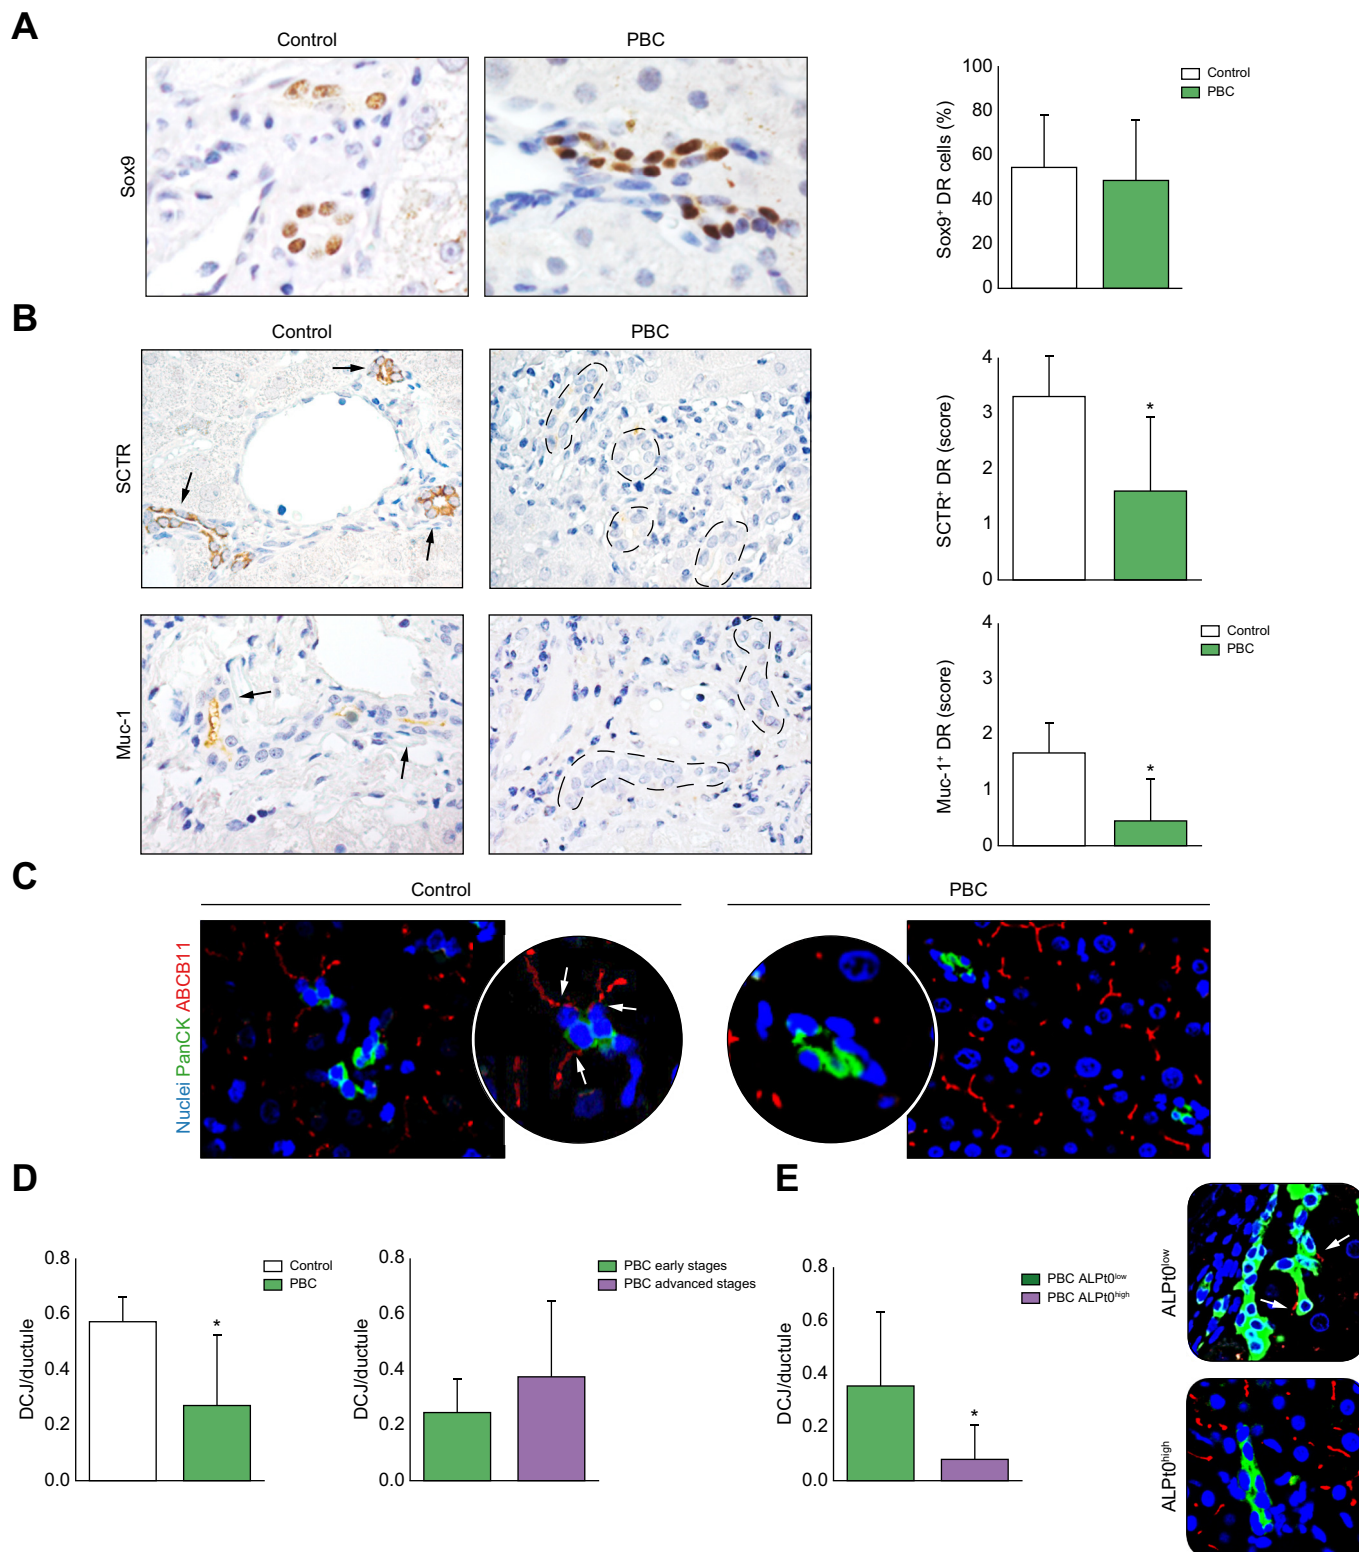 A
Control
PBC
Sox9
Sox9⁺ DR cells (%)
100
80
60
40
20
0
Control
PBC
B
Control
PBC
SCTR
SCTR⁺ DR (score)
4
3
2
1
0
*
Muc-1
Muc-1⁺ DR (score)
4
3
2
1
0
*
Control
PBC
C
Control
PBC
Nuclei PanCK ABCB11
D
DCJ/ductule
0.8
0.6
0.4
0.2
0.0
*
Control
PBC
DCJ/ductule
0.8
0.6
0.4
0.2
0.0
PBC early stages
PBC advanced stages
E
DCJ/ductule
0.8
0.6
0.4
0.2
0.0
*
PBC ALPt0ˡᵒʷ
PBC ALPt0ʰⁱᵍʰ
ALPt0ˡᵒʷ
ALPt0ʰⁱᵍʰ